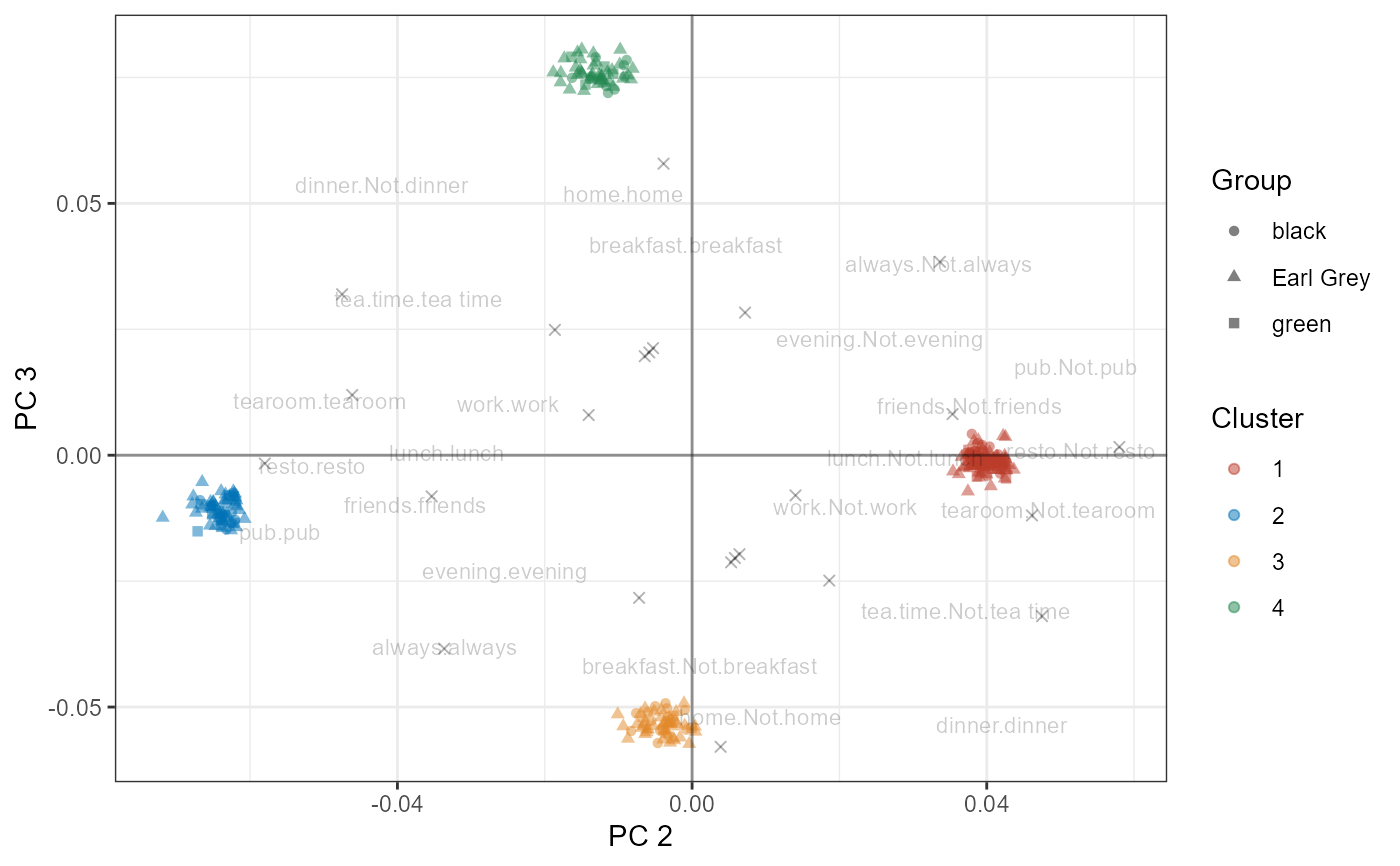 dinner.Not.dinner
home.home
breakfast.breakfast
always.Not.always
tea.time.tea time
evening.Not.evening
pub.Not.pub
tearoom.tearoom
work.work
friends.Not.friends
lunch.lunch
lunch.Not.lunch
resto.Not.resto
resto.resto
friends.friends
work.Not.work
tearoom.Not.tearoom
pub.pub
evening.evening
tea.time.Not.tea time
always.always
breakfast.Not.breakfast
home.Not.home
dinner.dinner
0.05
0.00
-0.05
PC 3
-0.04
0.00
0.04
PC 2
Group
black
Earl Grey
green
Cluster
1
2
3
4